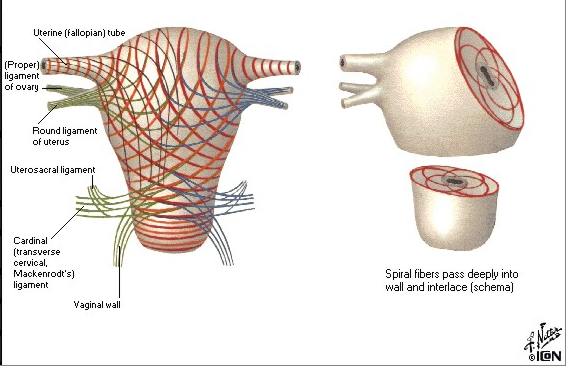 Uterine (fallopian) tube
(Proper)
ligament
of ovary
Round ligament
of uterus
Uterosacral ligament
Cardinal
(transverse
cervical,
Mackenrodt's)
ligament
Vaginal wall
Spiral fibers pass deeply into
wall and interlace (schema)
F. Netter
M.D.
© ICON